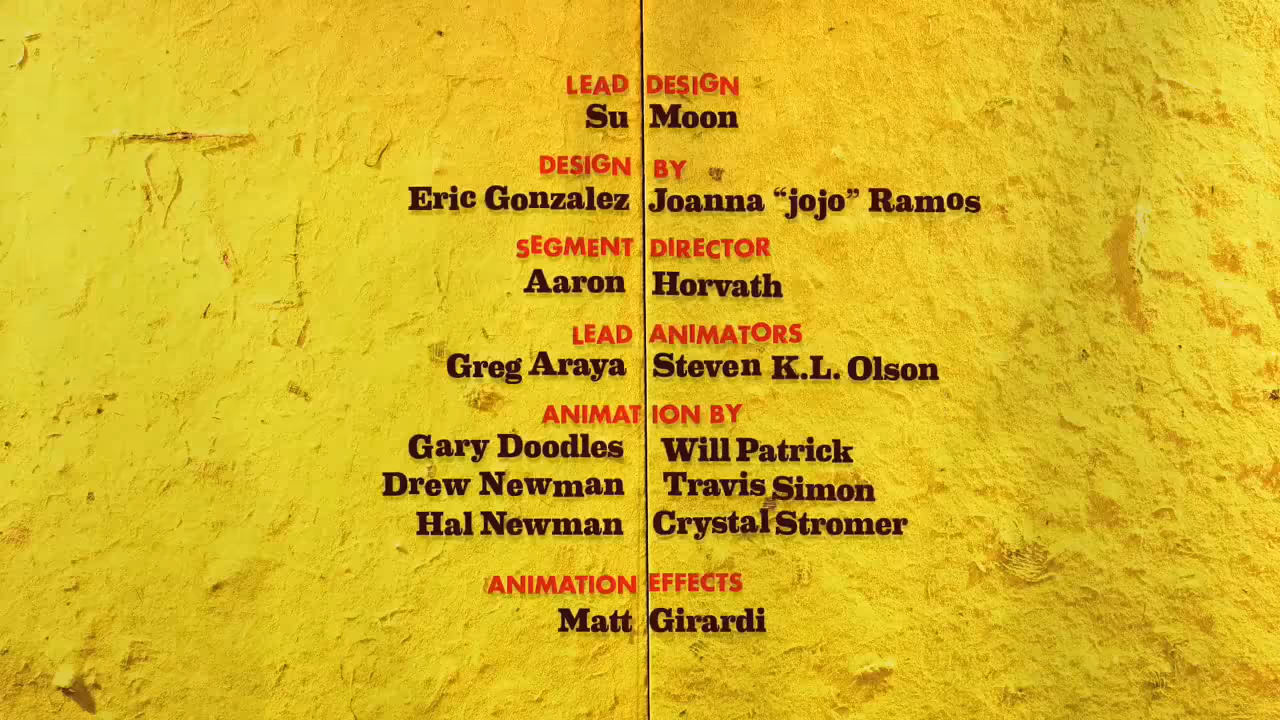 LEAD DESIGN
Su Moon
DESIGN BY
Eric Gonzalez Joanna “jojo” Ramos
SEGMENT DIRECTOR
Aaron Horvath
LEAD ANIMATORS
Greg Araya Steven K.L. Olson
ANIMATION BY
Gary Doodles Will Patrick
Drew Newman Travis Simon
Hal Newman Crystal Stromer
ANIMATION EFFECTS
Matt Girardi